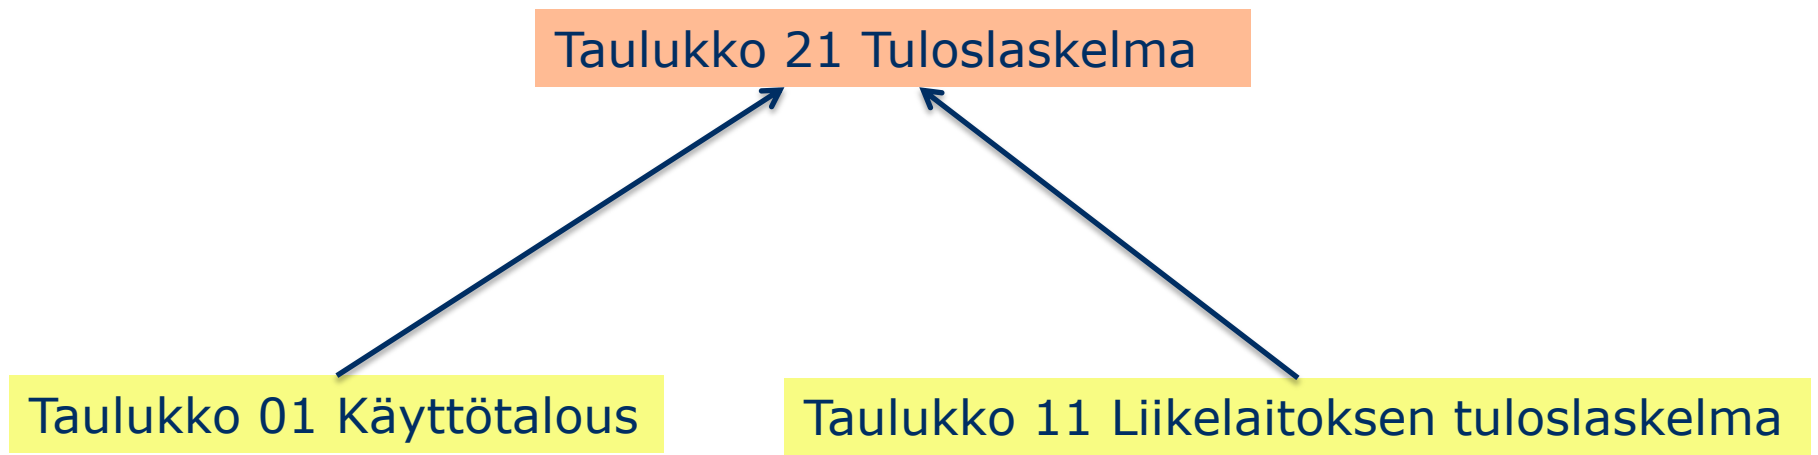 Taulukko 21 Tuloslaskelma
Taulukko 01 Käyttötalous
Taulukko 11 Liikelaitoksen tuloslaskelma